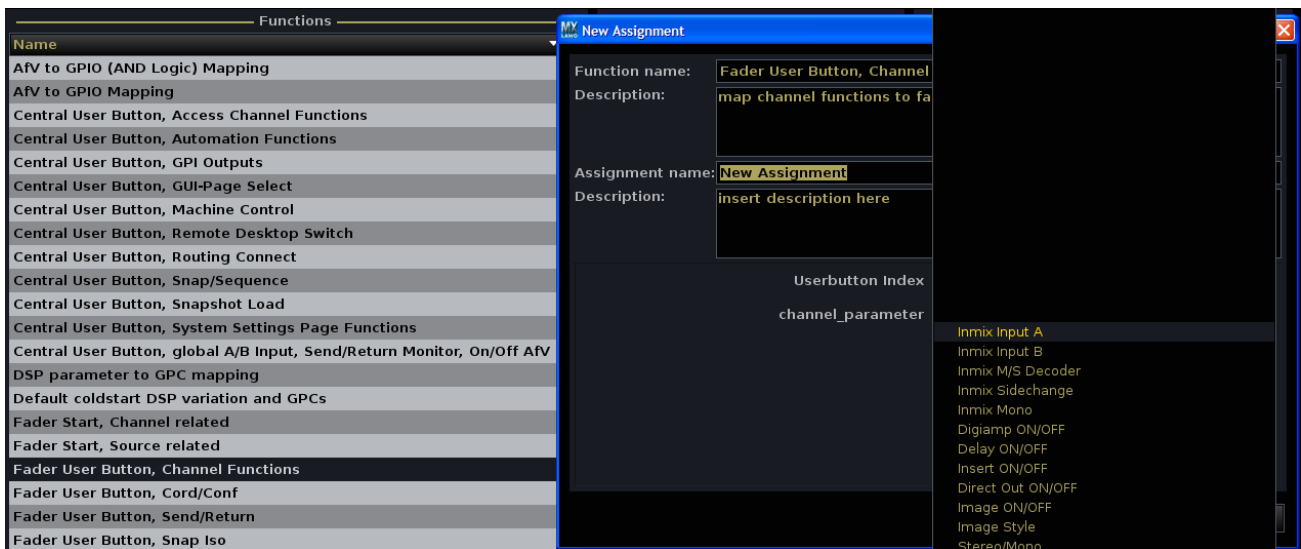 Functions
Name
AfV to GPIO (AND Logic) Mapping
AfV to GPIO Mapping
Central User Button, Access Channel Functions
Central User Button, Automation Functions
Central User Button, GPI Outputs
Central User Button, GUI-Page Select
Central User Button, Machine Control
Central User Button, Remote Desktop Switch
Central User Button, Routing Connect
Central User Button, Snap/Sequence
Central User Button, Snapshot Load
Central User Button, System Settings Page Functions
Central User Button, global A/B Input, Send/Return Monitor, On/Off AfV
DSP parameter to GPC mapping
Default coldstart DSP variation and GPCs
Fader Start, Channel related
Fader Start, Source related
Fader User Button, Channel Functions
Fader User Button, Cord/Conf
Fader User Button, Send/Return
Fader User Button, Snap Iso
MX LAWO New Assignment
Function name: Fader User Button, Channel
Description: map channel functions to fa
Assignment name: New Assignment
Description: insert description here
Userbutton Index
channel_parameter
Inmix Input A
Inmix Input B
Inmix M/S Decoder
Inmix Sidechange
Inmix Mono
Digiamp ON/OFF
Delay ON/OFF
Insert ON/OFF
Direct Out ON/OFF
Image ON/OFF
Image Style
Stereo/Mono